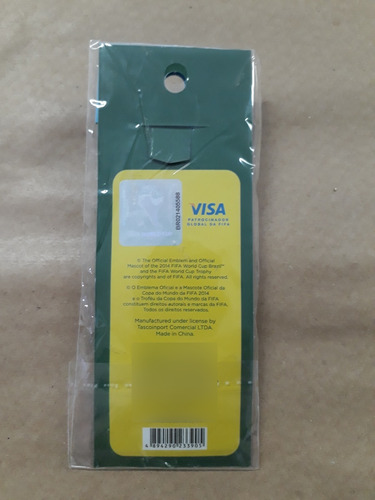 BR021405588
VISA
PATROCINADOR
GLOBAL DA FIFA
© The Official Emblem and Official
Mascot of the 2014 FIFA World Cup Brazil™
and the FIFA World Cup Trophy
are copyrights and of FIFA. All rights reserved.
© O Emblema Oficial e a Mascote Oficial da
Copa do Mundo da FIFA 2014
e o Troféu da Copa do Mundo da FIFA
constituem direitos autorais e marcas da FIFA.
Todos os direitos reservados.
Manufactured under license by
Tascoinport Comercial LTDA.
Made in China.
4894290233905